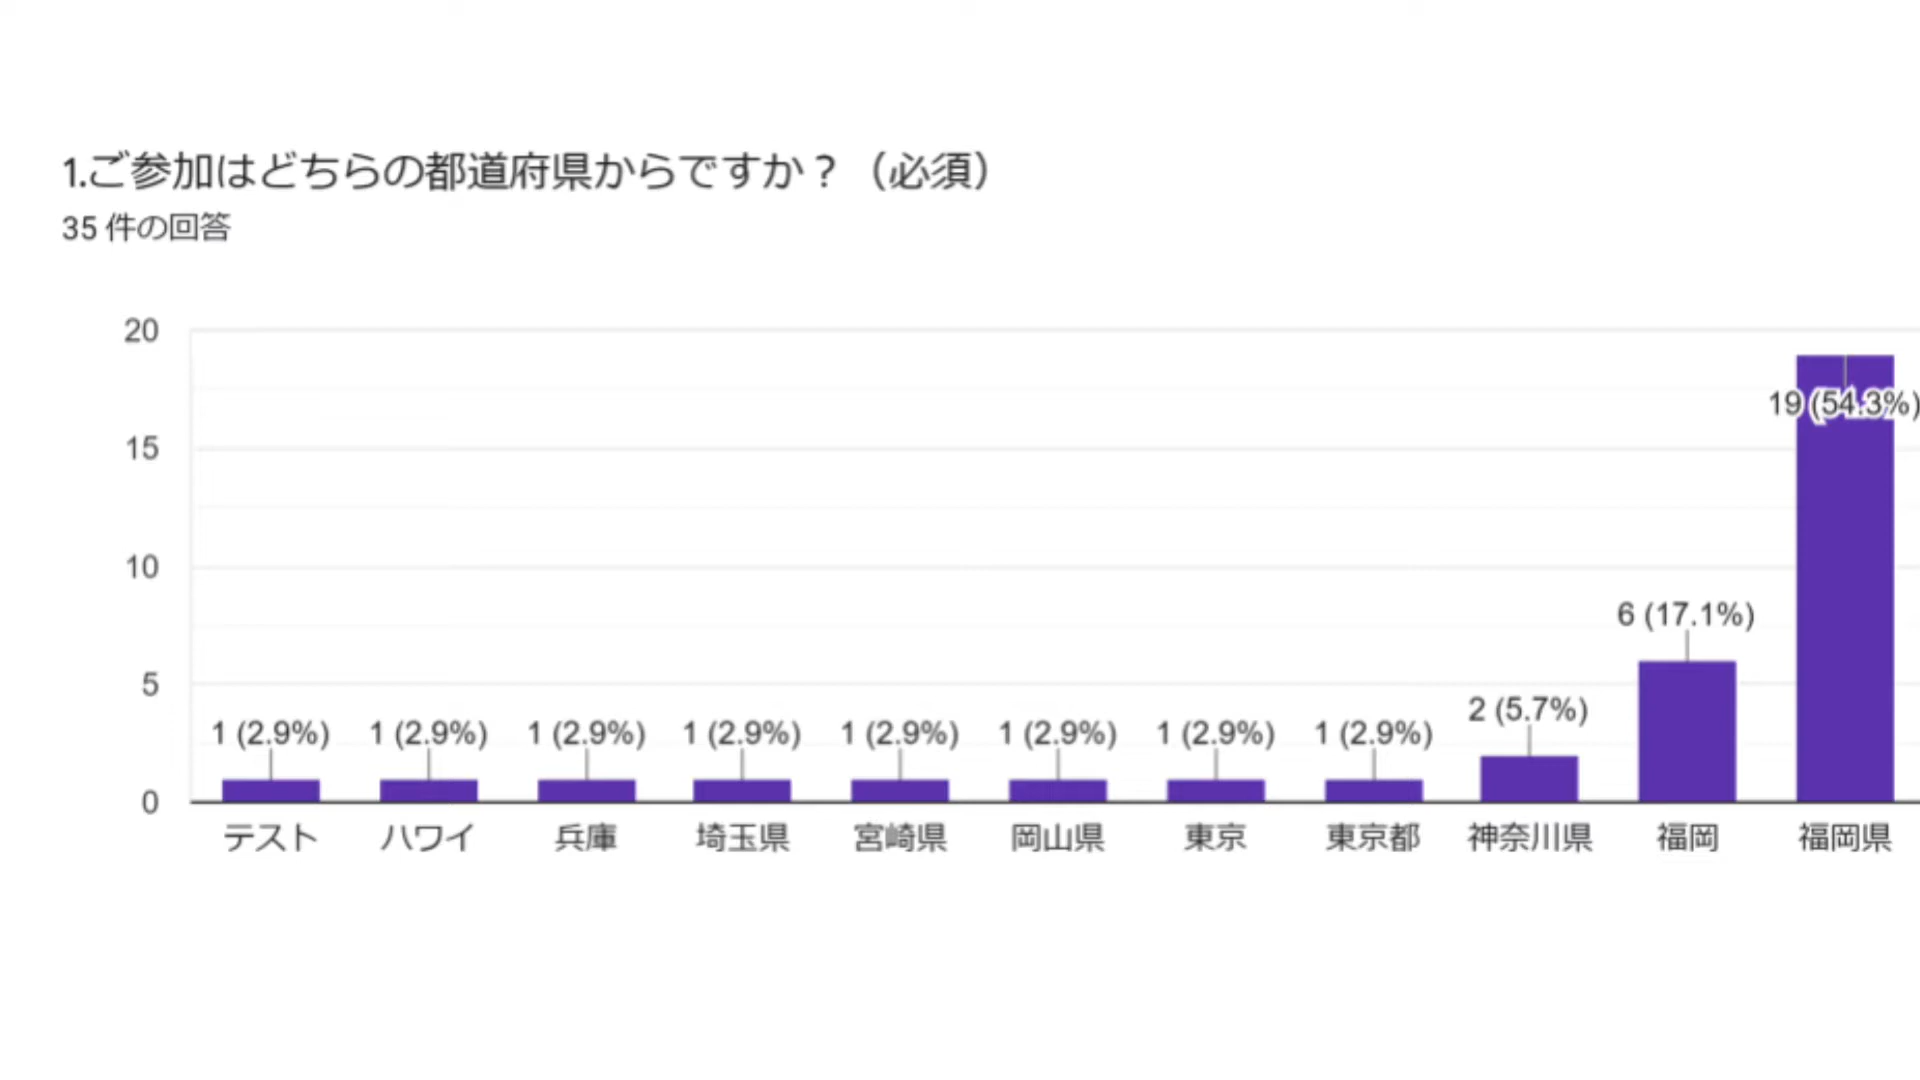 1.ご参加はどちらの都道府県からですか？（必須）
35 件の回答
20
15
10
5
0
1 (2.9%) 1 (2.9%) 1 (2.9%) 1 (2.9%) 1 (2.9%) 1 (2.9%) 1 (2.9%) 1 (2.9%) 2 (5.7%) 6 (17.1%) 19 (54.3%)
テスト ハワイ 兵庫 埼玉県 宮崎県 岡山県 東京 東京都 神奈川県 福岡 福岡県